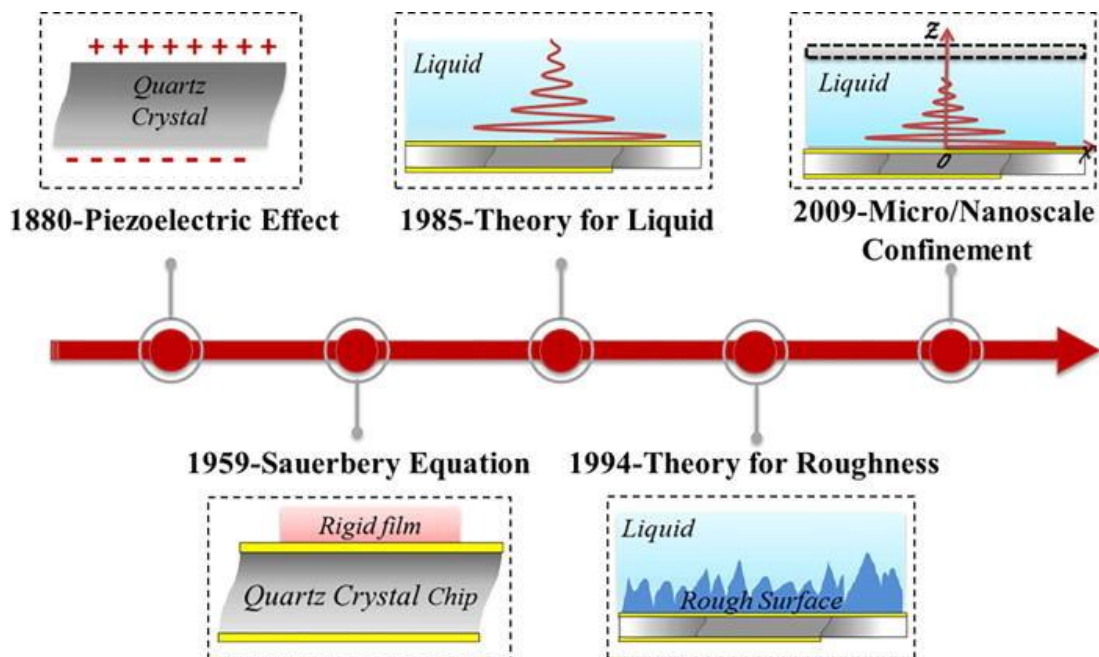 + + + + + + + +
Quartz
Crystal
- - - - - - - -
1880-Piezoelectric Effect
Liquid
1985-Theory for Liquid
Z
Liquid
O
X
2009-Micro/Nanoscale
Confinement
1959-Sauerbery Equation
Rigid film
Quartz Crystal Chip
1994-Theory for Roughness
Liquid
Rough Surface